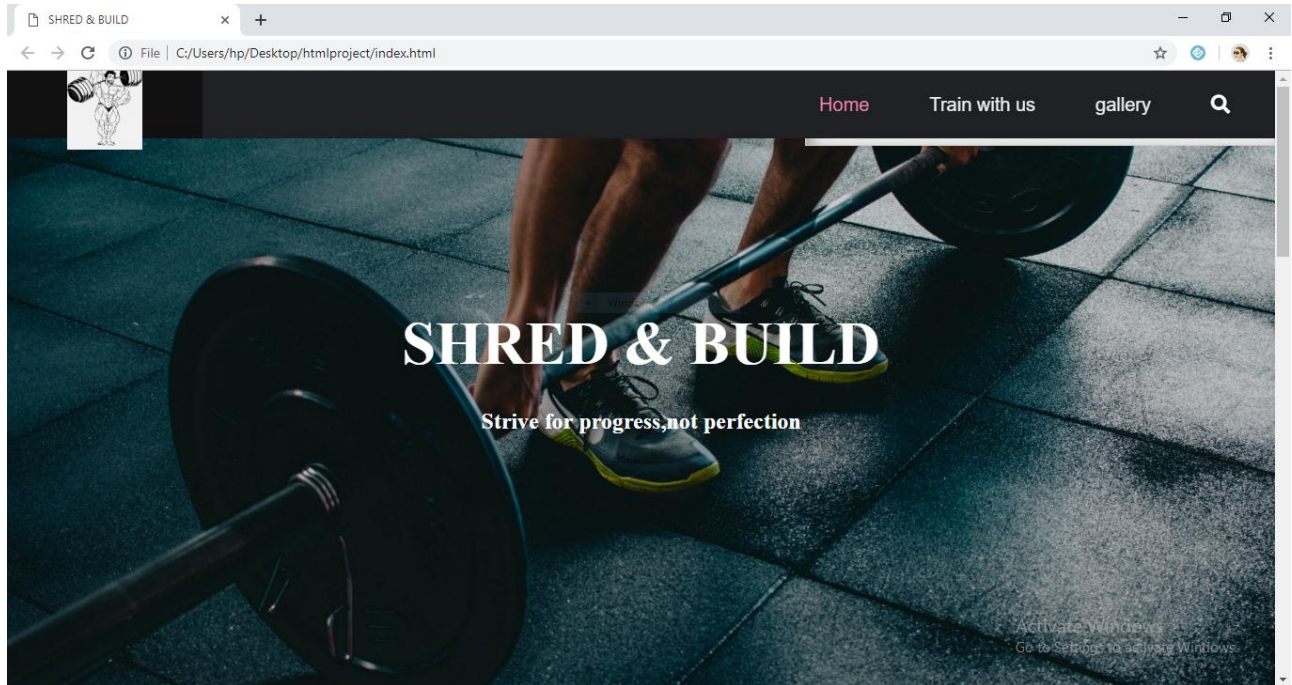 SHRED & BUILD
File | C:/Users/hp/Desktop/htmlproject/index.html
Home Train with us gallery
SHRED & BUILD
Strive for progress,not perfection
Activate Windows
Go to Settings to activate Windows.